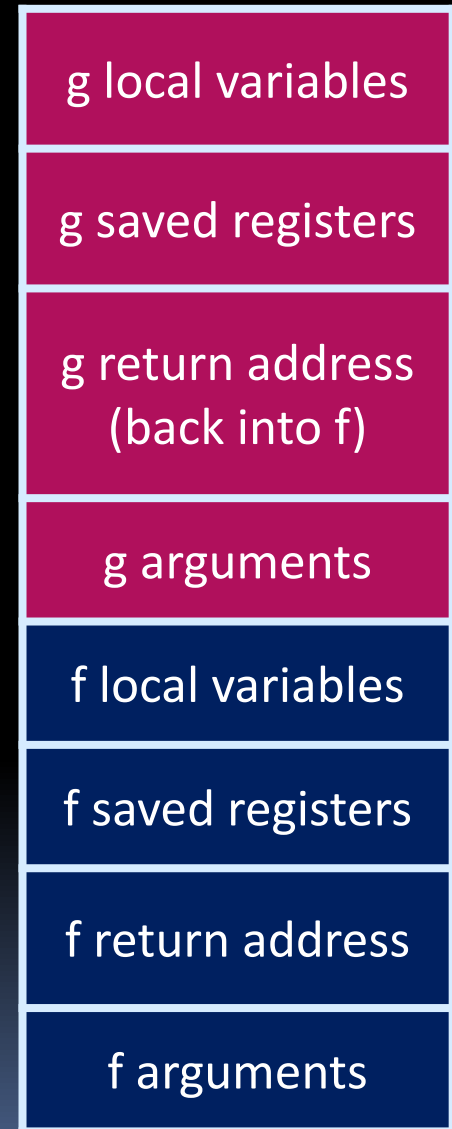 g local variables
g saved registers
g return address
(back into f)
g arguments
f local variables
f saved registers
f return address
f arguments